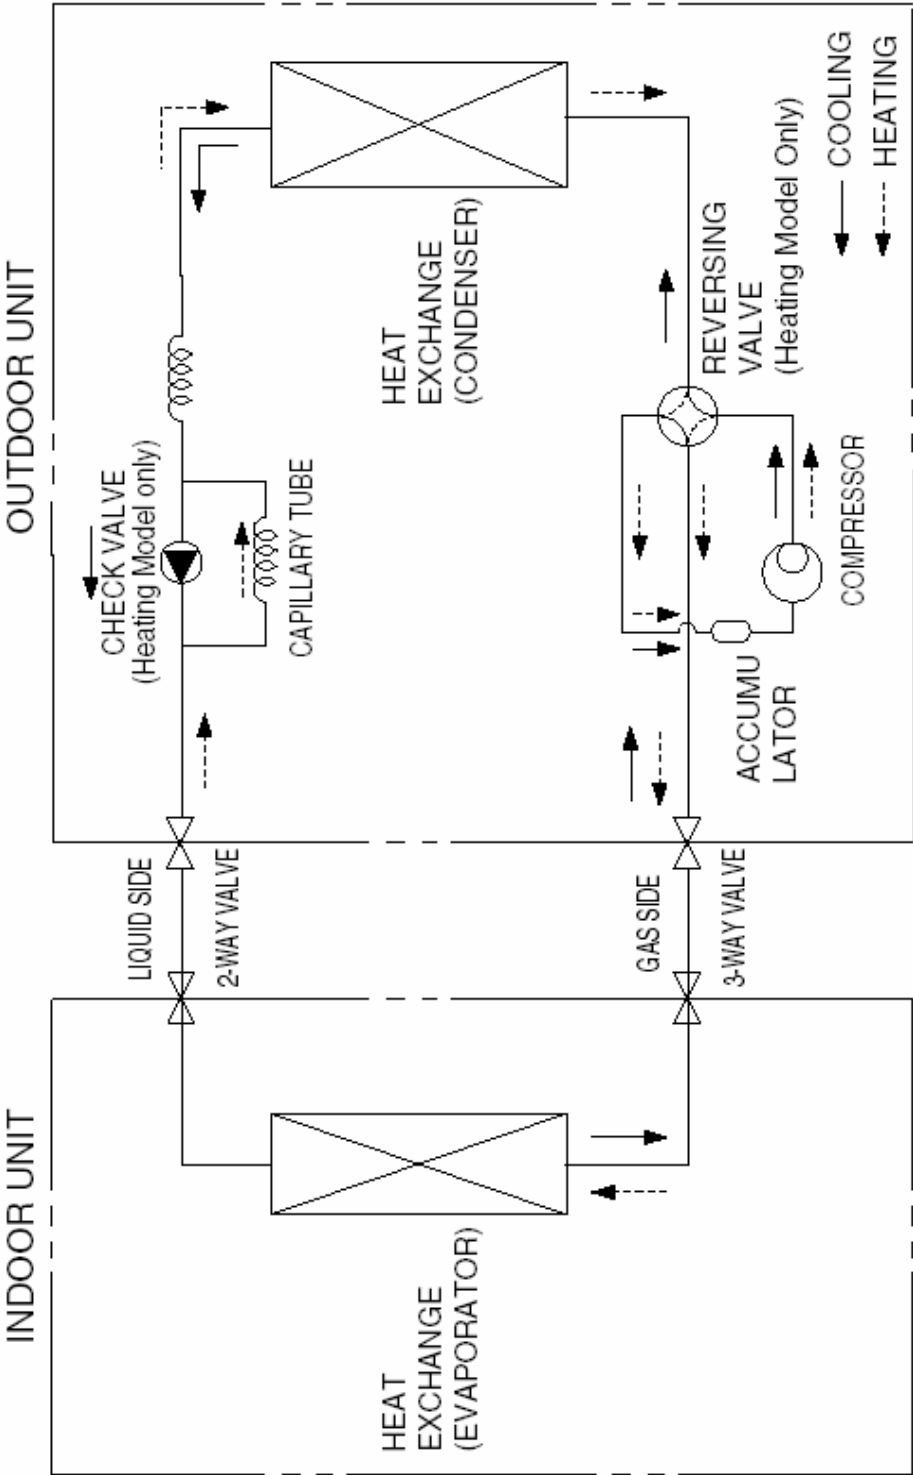 INDOOR UNIT
OUTDOOR UNIT
HEAT
EXCHANGE
(EVAPORATOR)
LIQUID SIDE
2-WAY VALVE
GAS SIDE
3-WAY VALVE
CHECK VALVE
(Heating Model only)
CAPILLARY TUBE
HEAT
EXCHANGE
(CONDENSER)
ACCUMU
LATOR
COMPRESSOR
REVERSING
VALVE
(Heating Model Only)
COOLING
HEATING